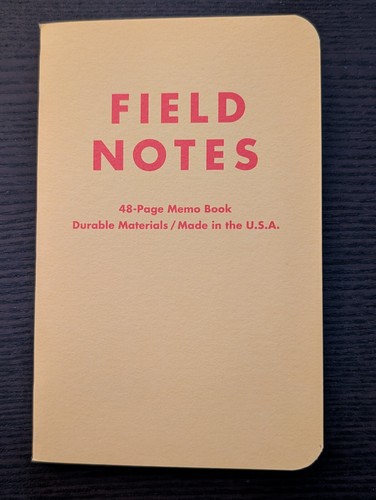 FIELD
NOTES
48-Page Memo Book
Durable Materials / Made in the U.S.A.